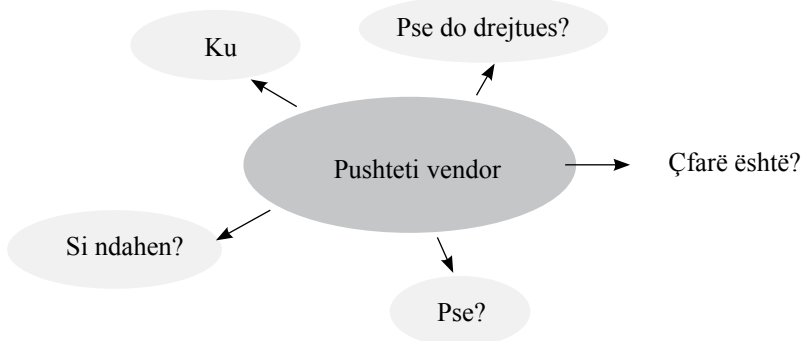 Pse do drejtues?
Ku
Pushteti vendor
Çfarë është?
Si ndahen?
Pse?